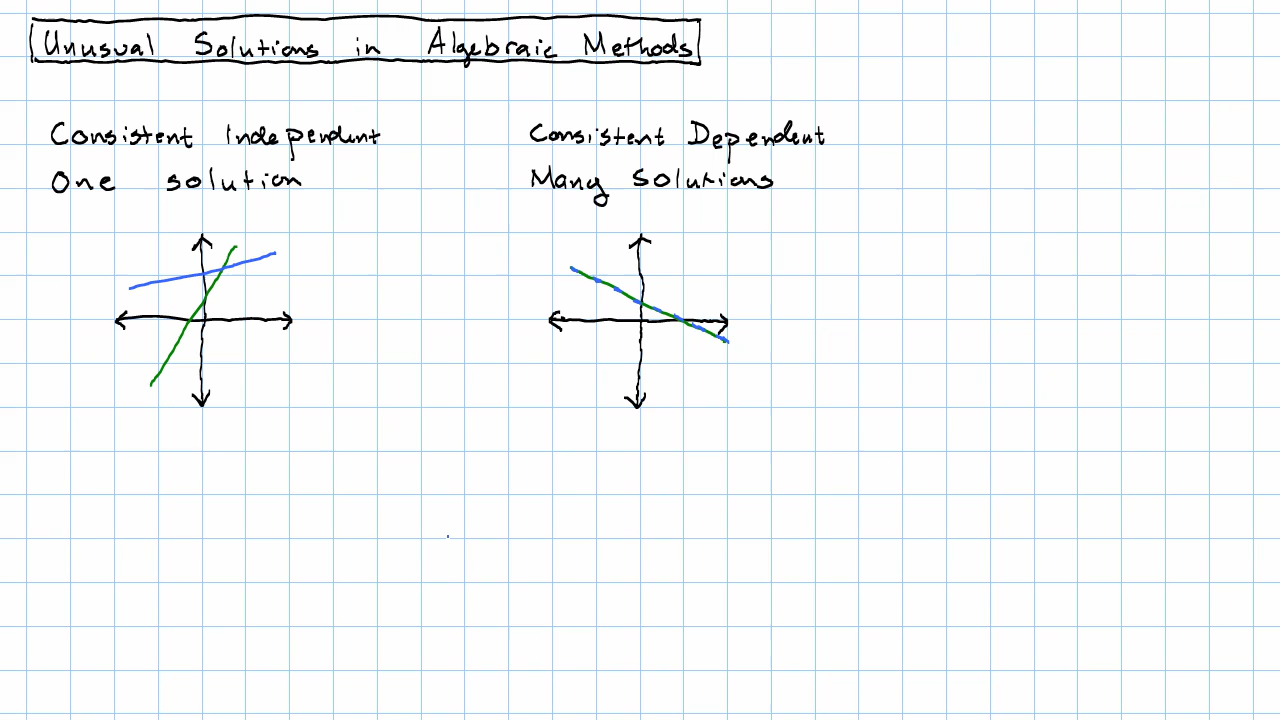 Unusual Solutions in Algebraic Methods
Consistent Independent
One solution
Consistent Dependent
Many Solutions